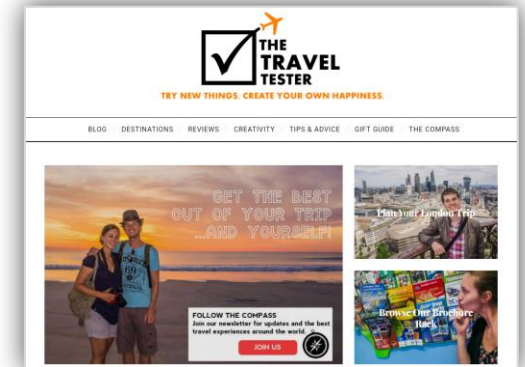 THE
TRAVEL
TESTER
TRY NEW THINGS. CREATE YOUR OWN HAPPINESS.
BLOG / DESTINATIONS / REVIEWS / CREATIVITY / TIPS & ADVICE / GIFT GUIDE / THE COMPASS
GET THE BEST
OUT OF YOUR TRIP
...AND YOURSELF!
FOLLOW THE COMPASS
Join our newsletter for updates and the best
travel experiences around the world.
JOIN US
Plan Your London Trip
Browse Our Brochure
Rack